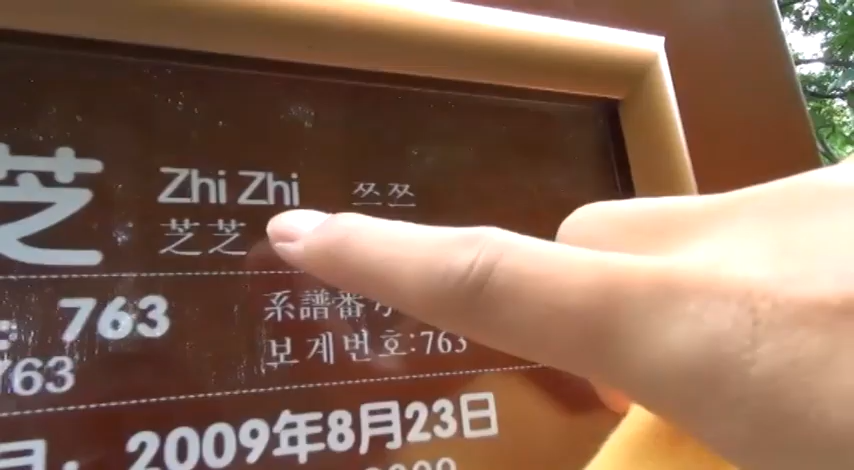 芝 Zhi Zhi 쯔쯔
芝芝
763 系譜番
763 보계번호:763
2009年8月23日
2009